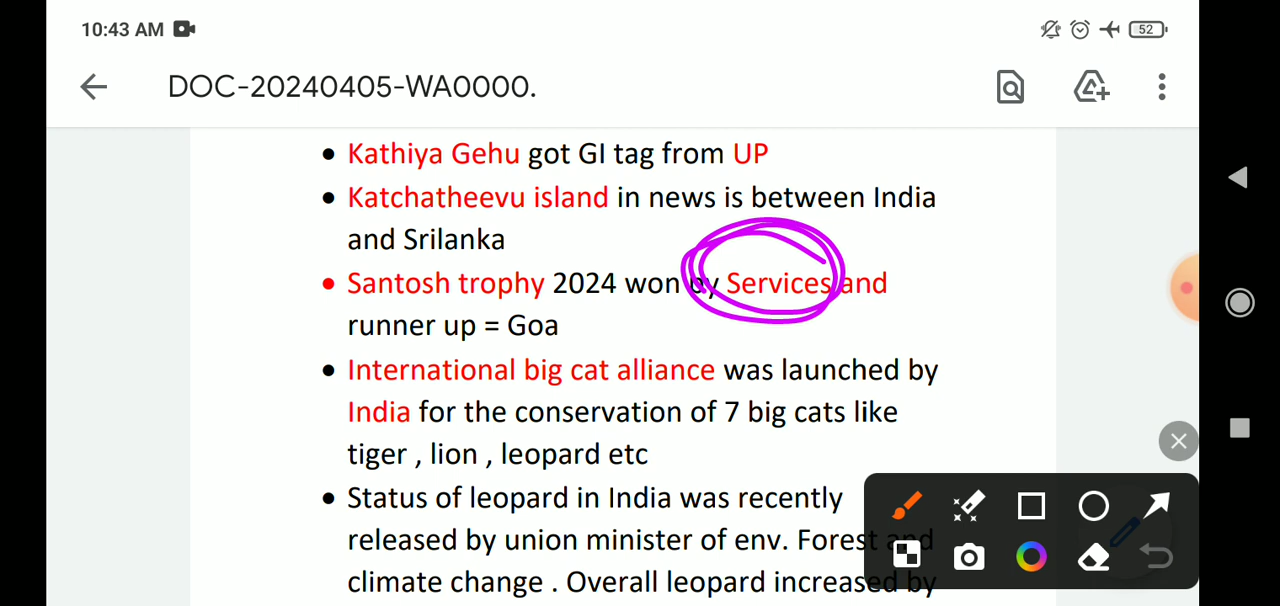 10:43 AM
52
DOC-20240405-WA0000.
• Kathiya Gehu got GI tag from UP
• Katchatheevu island in news is between India
and Srilanka
• Santosh trophy 2024 won by Services and
runner up = Goa
• International big cat alliance was launched by
India for the conservation of 7 big cats like
tiger , lion , leopard etc
• Status of leopard in India was recently
released by union minister of env. Forest and
climate change . Overall leopard increased by